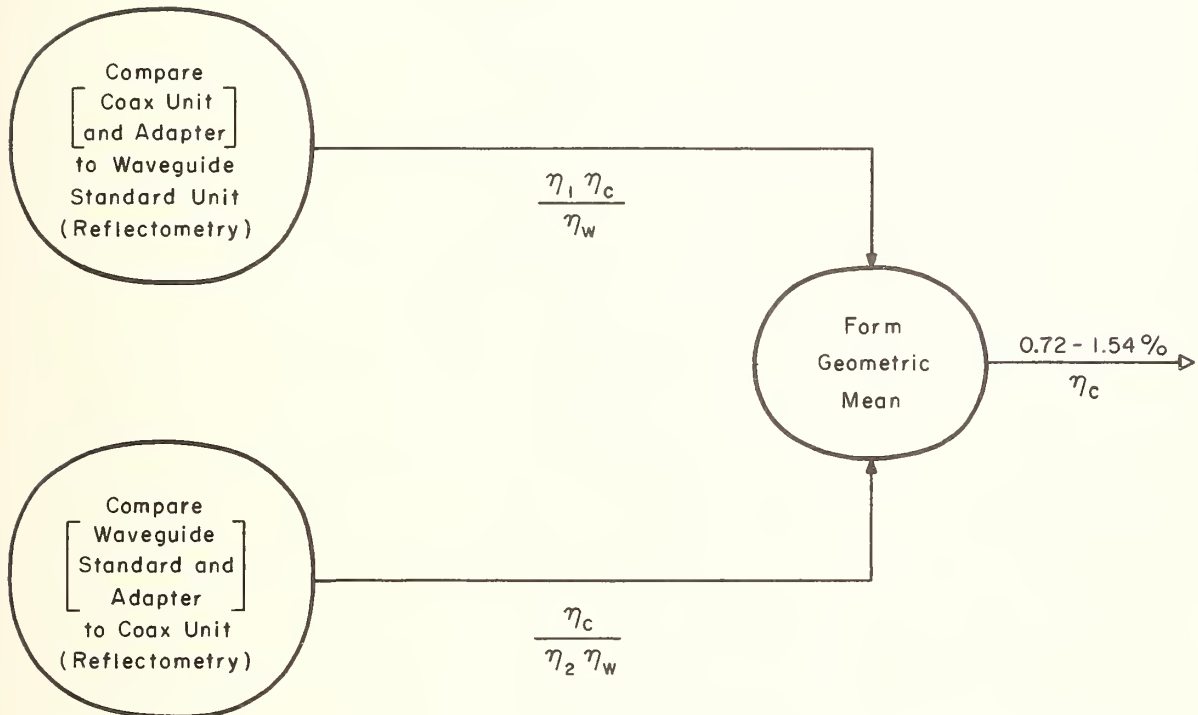 Compare
[Coax Unit
and Adapter]
to Waveguide
Standard Unit
(Reflectometry)
η₁ ηc
ηw
Form
Geometric
Mean
0.72 - 1.54 %
ηc
Compare
[Waveguide
Standard and
Adapter]
to Coax Unit
(Reflectometry)
ηc
η₂ ηw